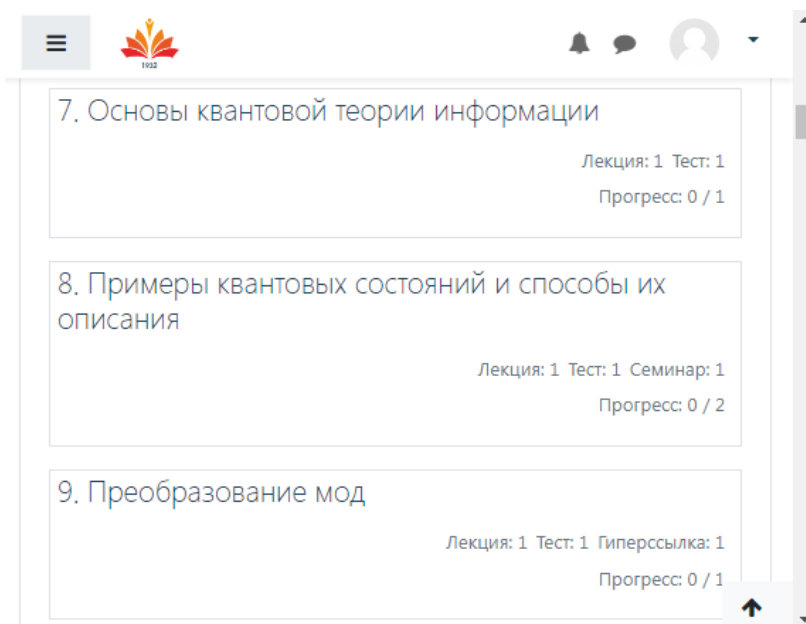 1932
7. Основы квантовой теории информации
Лекция: 1 Тест: 1
Прогресс: 0 / 1
8. Примеры квантовых состояний и способы их
описания
Лекция: 1 Тест: 1 Семинар: 1
Прогресс: 0 / 2
9. Преобразование мод
Лекция: 1 Тест: 1 Гиперссылка: 1
Прогресс: 0 / 1